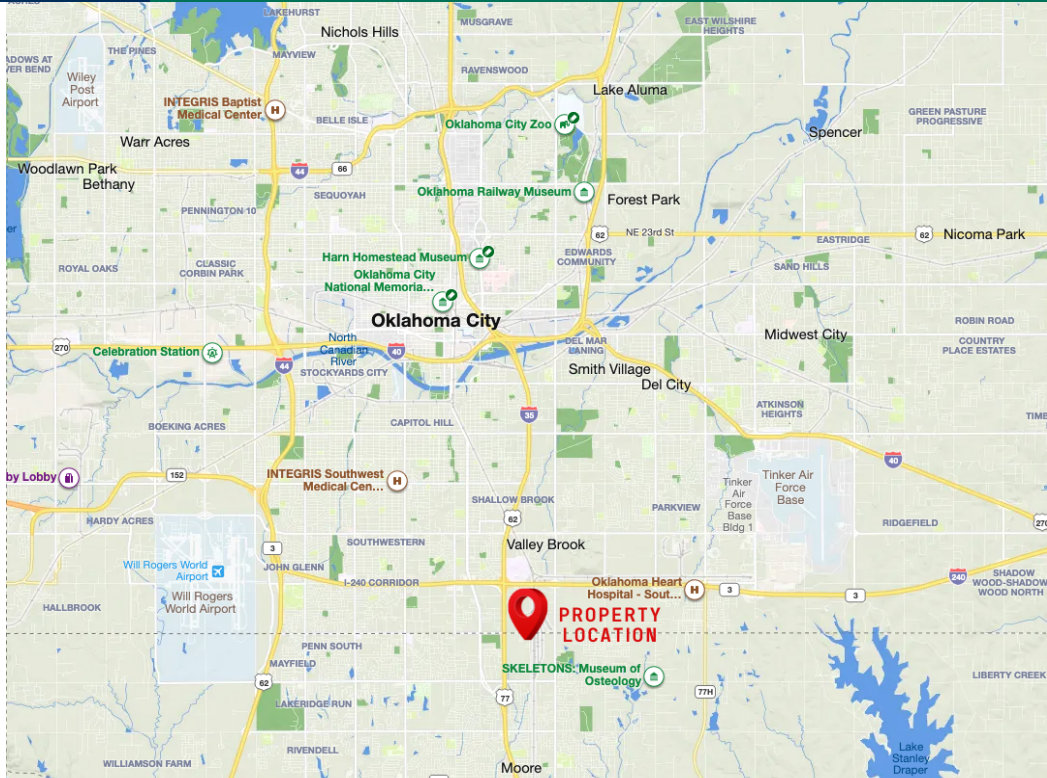 LAKEHURST
MUSGRAVE
EAST WILSHIRE
HEIGHTS
Nichols Hills
THE PINES
MAVIEW
RAVENSWOOD
ADOWS AT
VER BEND
Wiley
Post
Airport
Lake Aluma
INTEGRIS Baptist
Medical Center
H
BELLE ISLE
Oklahoma City Zoo
GREEN PASTURE
PROGRESSIVE
Spencer
Warr Acres
Woodlawn Park
44
66
Bethany
SEQUOYAH
Oklahoma Railway Museum
Forest Park
PENNINGTON 10
62
NE 23rd St
62
Nicoma Park
EASTRIDGE
Harn Homestead Museum
EDWARDS
COMMUNITY
ROYAL OAKS
CLASSIC
CORBIN PARK
SAND HILLS
Oklahoma City
National Memoria...
Oklahoma City
ROBIN ROAD
Midwest City
North
Canadian
River
270
Celebration Station
40
DEL MAR
LANING
COUNTRY
PLACE ESTATES
44
STOCKYARDS CITY
Smith Village
Del City
ATKINSON
HEIGHTS
35
CAPITOL HILL
BOEKING ACRES
TIMB
40
by Lobby
152
INTEGRIS Southwest
Medical Cen...
H
Tinker Air
Force
Base
Tinker
Air
Force
Base
Bldg 1
SHALLOW BROOK
PARKVIEW
62
HARDY ACRES
RIDGEFIELD
270
SOUTHWESTERN
Valley Brook
3
JOHN GLENN
Will Rogers World
Airport
I-240 CORRIDOR
Oklahoma Heart
Hospital - Sout...
H
3
3
240
SHADOW
WOOD-SHADOW
WOOD NORTH
Will Rogers
World Airport
HALLBROOK
PROPERTY
LOCATION
PENN SOUTH
MAYFIELD
SKELETONS: Museum of
Osteology
LIBERTY CREEK
62
77
77H
LAKERIDGE RUN
RIVENDELL
WILLIAMSON FARM
Moore
Lake
Stanley
Draper